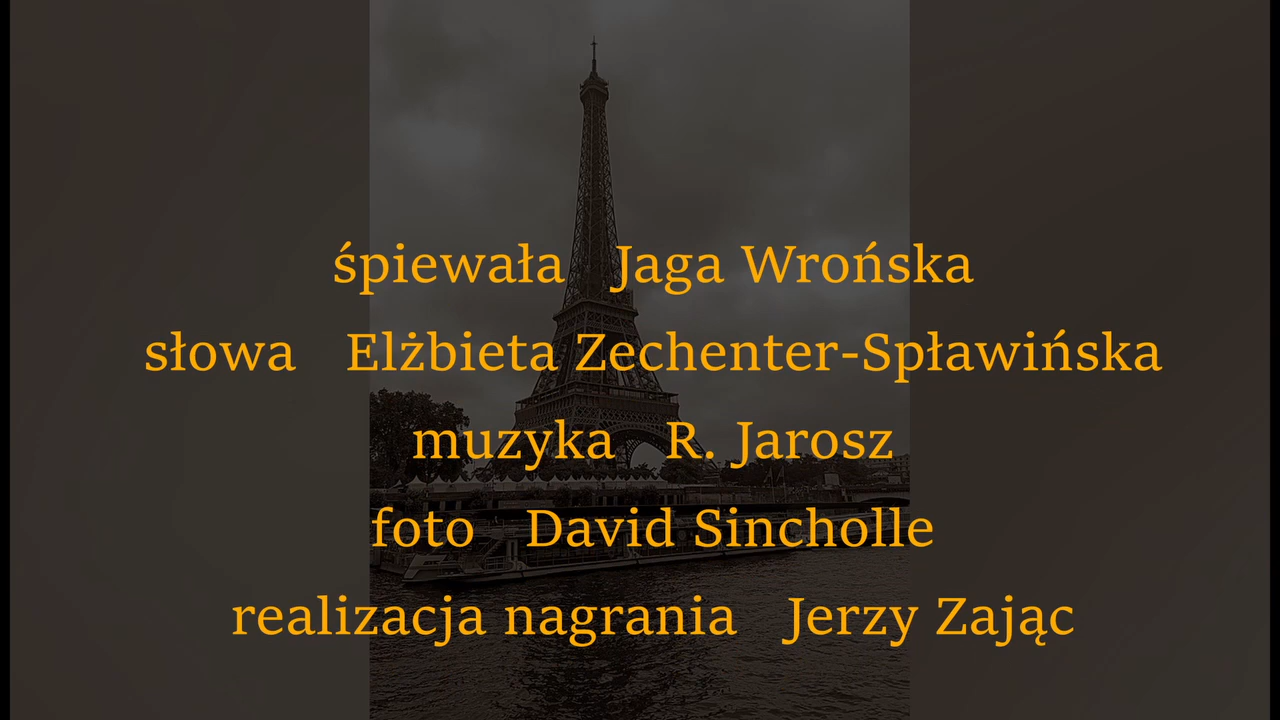 śpiewała Jaga Wrońska
słowa Elżbieta Zechenter-Spławińska
muzyka R. Jarosz
foto David Sincholle
realizacja nagrania Jerzy Zając